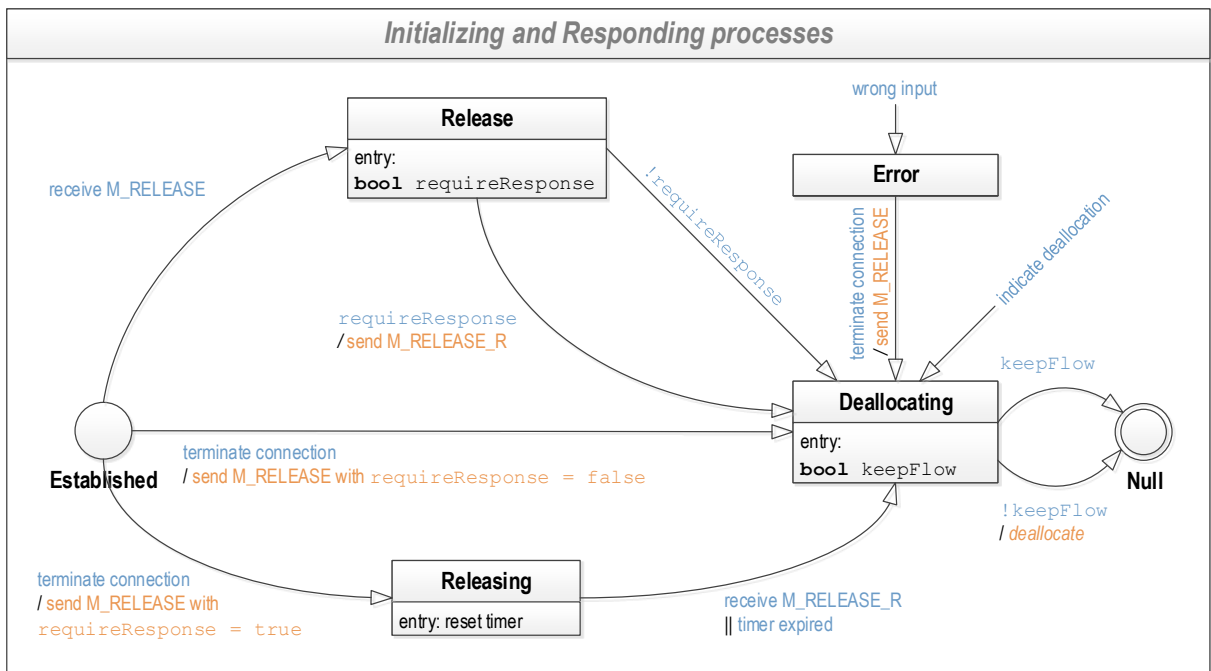 Initializing and Responding processes
wrong input
Release
entry:
bool requireResponse
Error
receive M_RELEASE
!requireResponse
terminate connection
/ send M_RELEASE
indicate deallocation
requireResponse
/ send M_RELEASE_R
keepFlow
Deallocating
entry:
bool keepFlow
Established
terminate connection
/ send M_RELEASE with requireResponse = false
Null
!keepFlow
/ deallocate
terminate connection
/ send M_RELEASE with
requireResponse = true
Releasing
entry: reset timer
receive M_RELEASE_R
|| timer expired